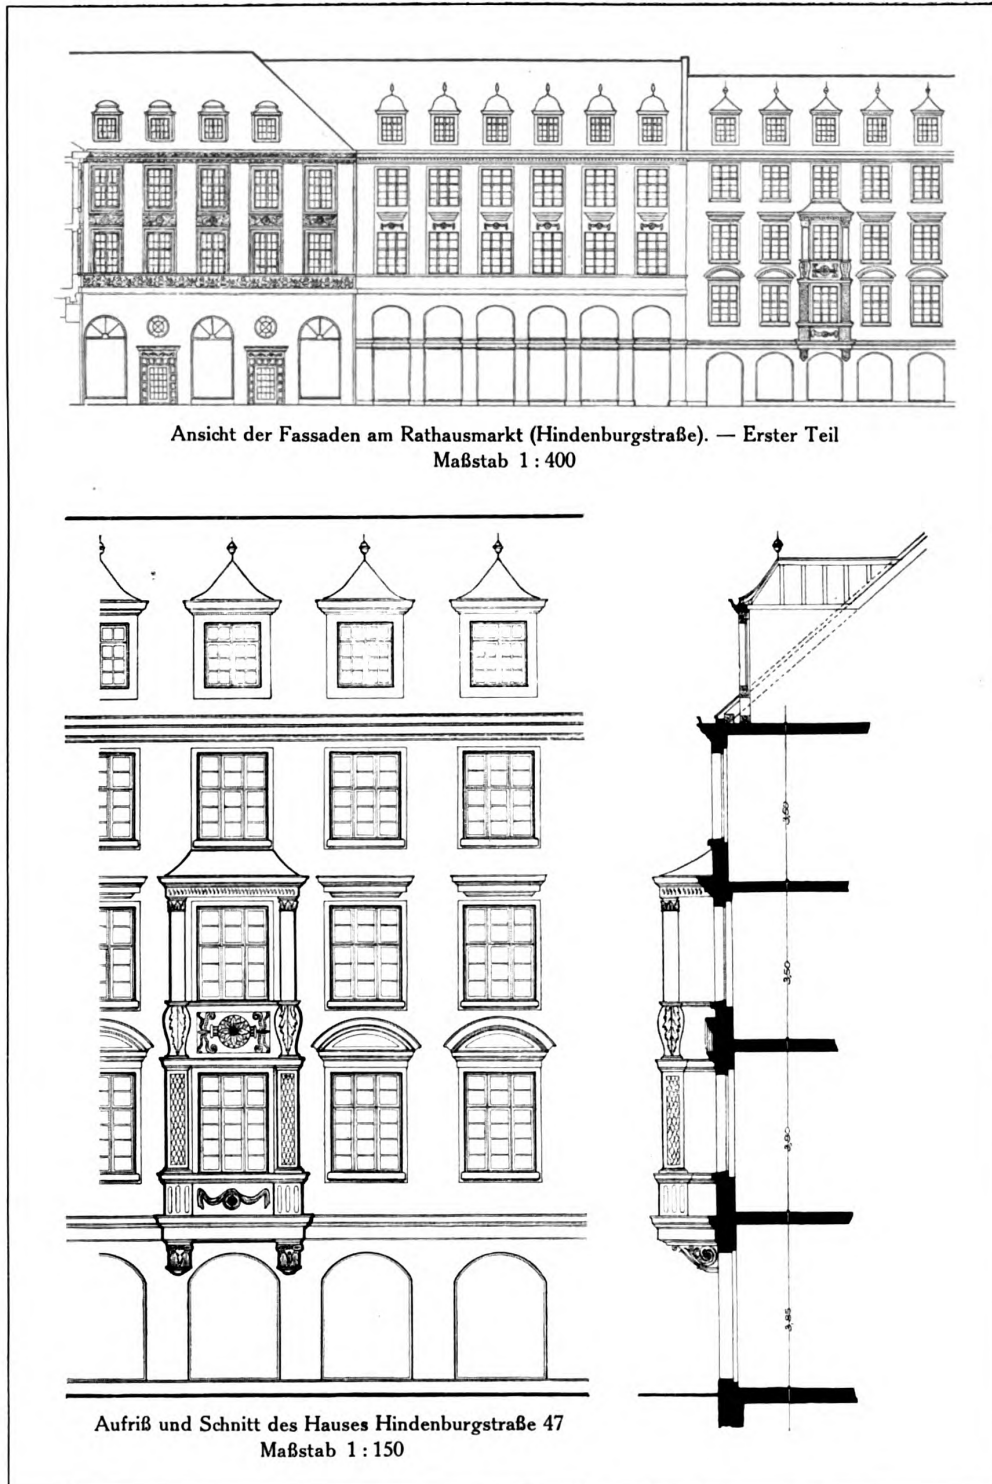 Ansicht der Fassaden am Rathausmarkt (Hindenburgstraße). — Erster Teil
Maßstab 1 : 400
3,50
3,50
3,85
Aufriß und Schnitt des Hauses Hindenburgstraße 47
Maßstab 1 : 150